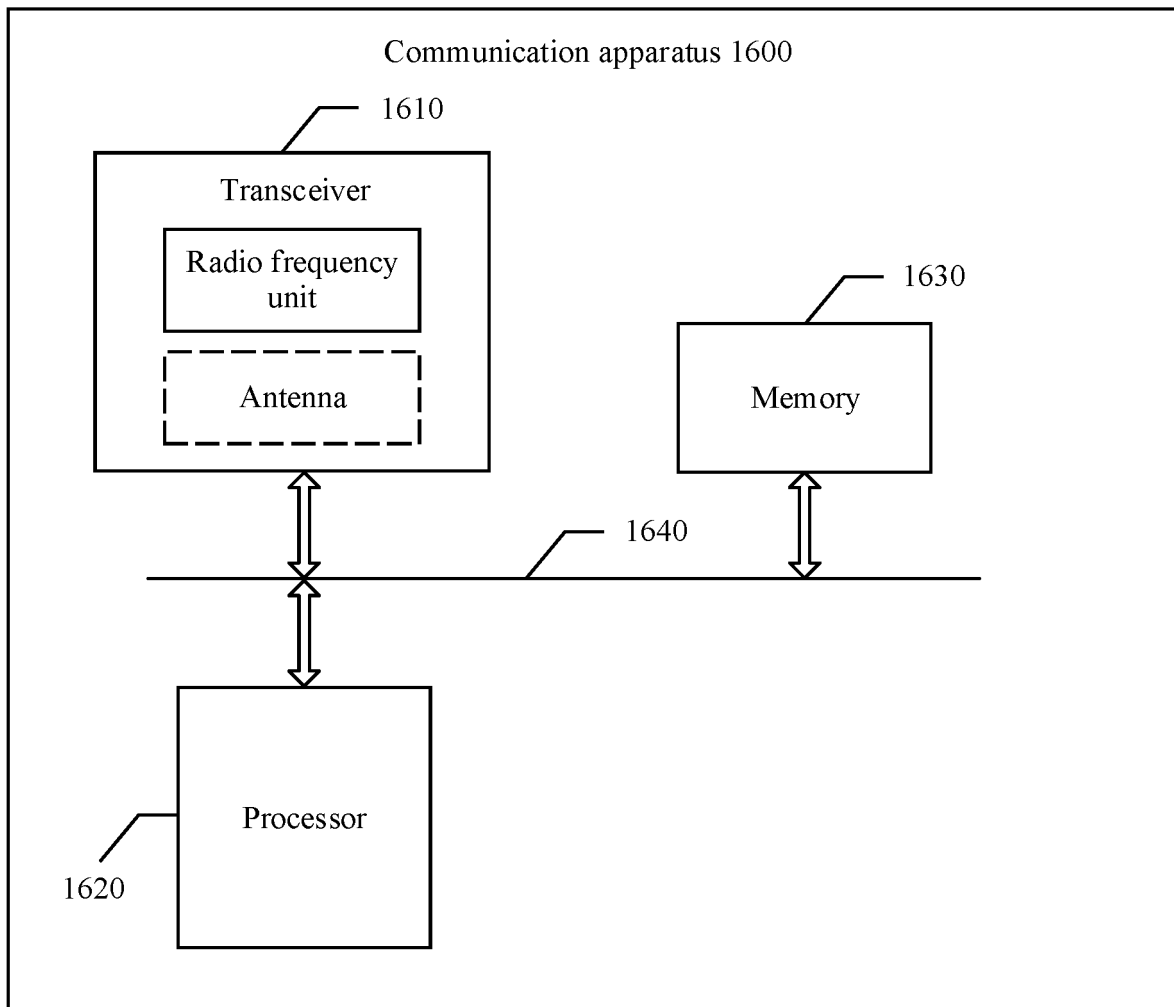 Communication apparatus 1600
1610
Transceiver
Radio frequency
unit
Antenna
1630
Memory
1640
Processor
1620